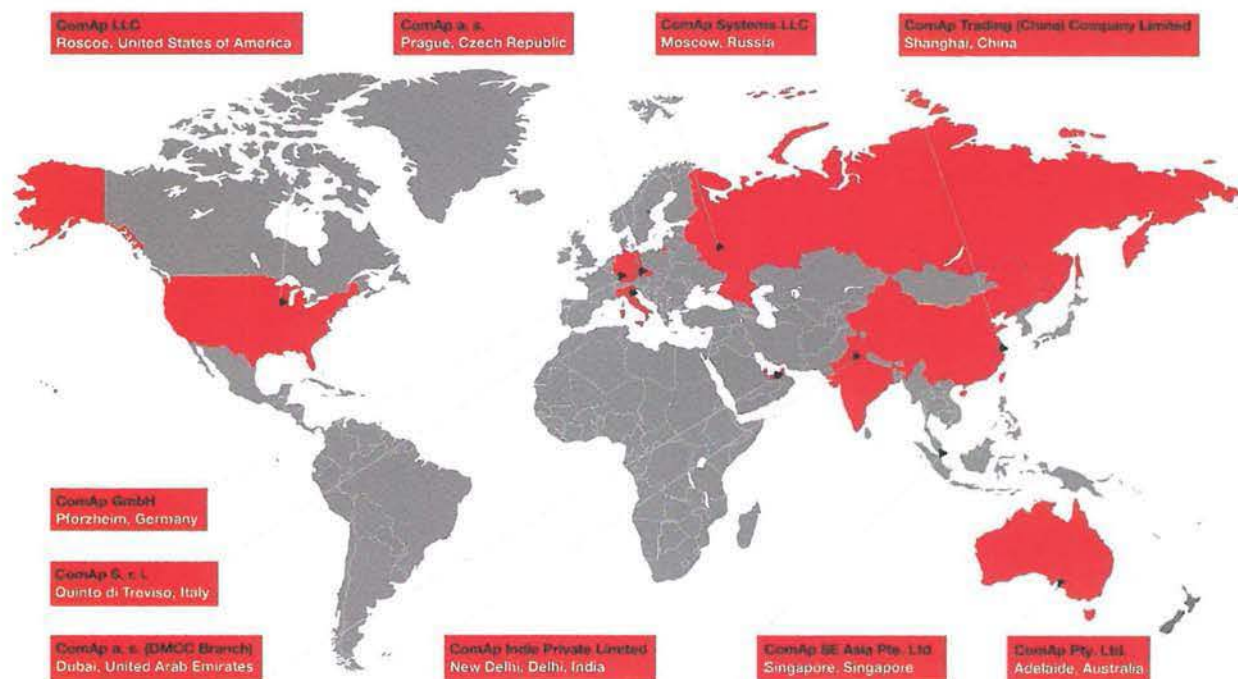 ComAp LLC
Roscoe, United States of America
ComAp a. s.
Prague, Czech Republic
ComAp Systems LLC
Moscow, Russia
ComAp Trading (China) Company Limited
Shanghai, China
ComAp GmbH
Pforzheim, Germany
ComAp S. r. l.
Quinto di Treviso, Italy
ComAp a. s. (DMCC Branch)
Dubai, United Arab Emirates
ComAp Indie Private Limited
New Delhi, Delhi, India
ComAp SE Asia Pte. Ltd
Singapore, Singapore
ComAp Pty. Ltd.
Adelaide, Australia